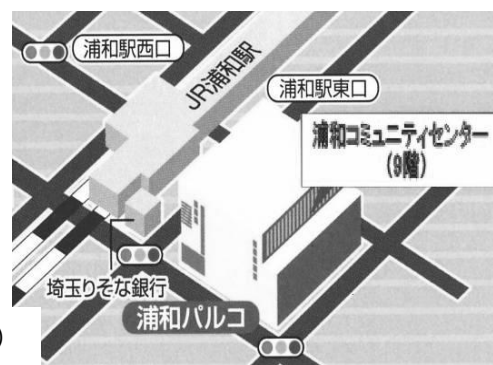 浦和駅西口
JR浦和駅
浦和駅東口
浦和コミュニティセンター
(9階)
埼玉りそな銀行
浦和パルコ
)